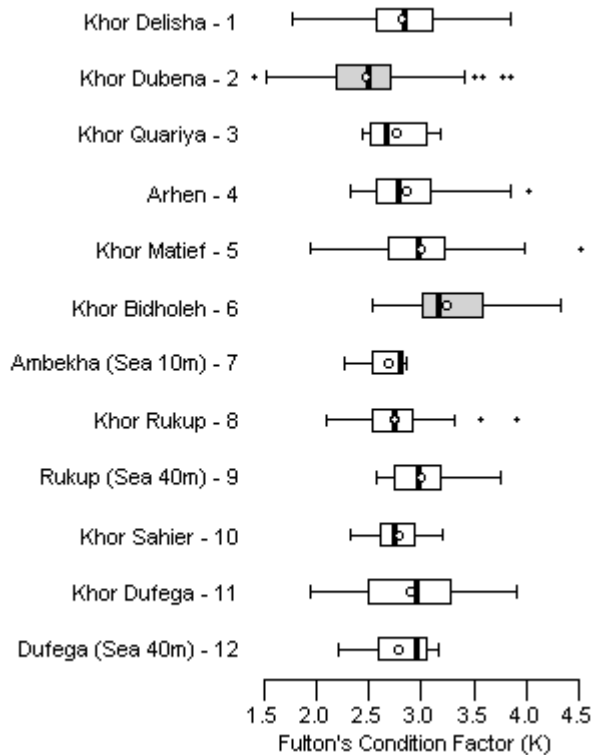 Khor Delisha - 1
Khor Dubena - 2
Khor Quariya - 3
Arhen - 4
Khor Matief - 5
Khor Bidholeh - 6
Ambekha (Sea 10m) - 7
Khor Rukup - 8
Rukup (Sea 40m) - 9
Khor Sahier - 10
Khor Dufega - 11
Dufega (Sea 40m) - 12
1.5 2.0 2.5 3.0 3.5 4.0 4.5
Fulton's Condition Factor (K)